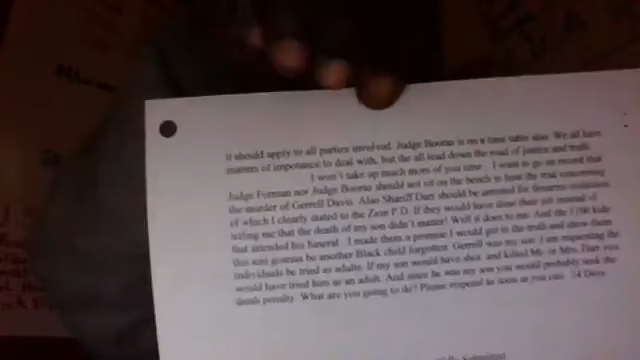 it should apply to all parties involved. Judge Booras is on a time table also. We all have
matters of impotance to deal with, but the all lead down the road of justice and truth.
I won't take up much more of you time. I want to go on record that
Judge Forman nor Judge Booras should not sit on the bench to hear the trial concerning
the murder of Gerrell Davis. Also Shariff Darr should be arrested for firearms violations
of which I clearly stated to the Zion P.D. If they would have done their job instead of
telling me that the death of my son didn't matter! Well it does to me. And the 1100 kids
that attended his funeral. I made them a promise I would get to the truth and show them
this aint gonna be another Black child forgotten. Gerrell was my son. I am requesting the
individuals be tried as adults. If my son would have shot and killed Mr. or Mrs. Darr you
would have tried him as an adult. And since he was my son you would probably seek the
death penalty. What are you going to do? Please respond as soon as you can. 14 Days